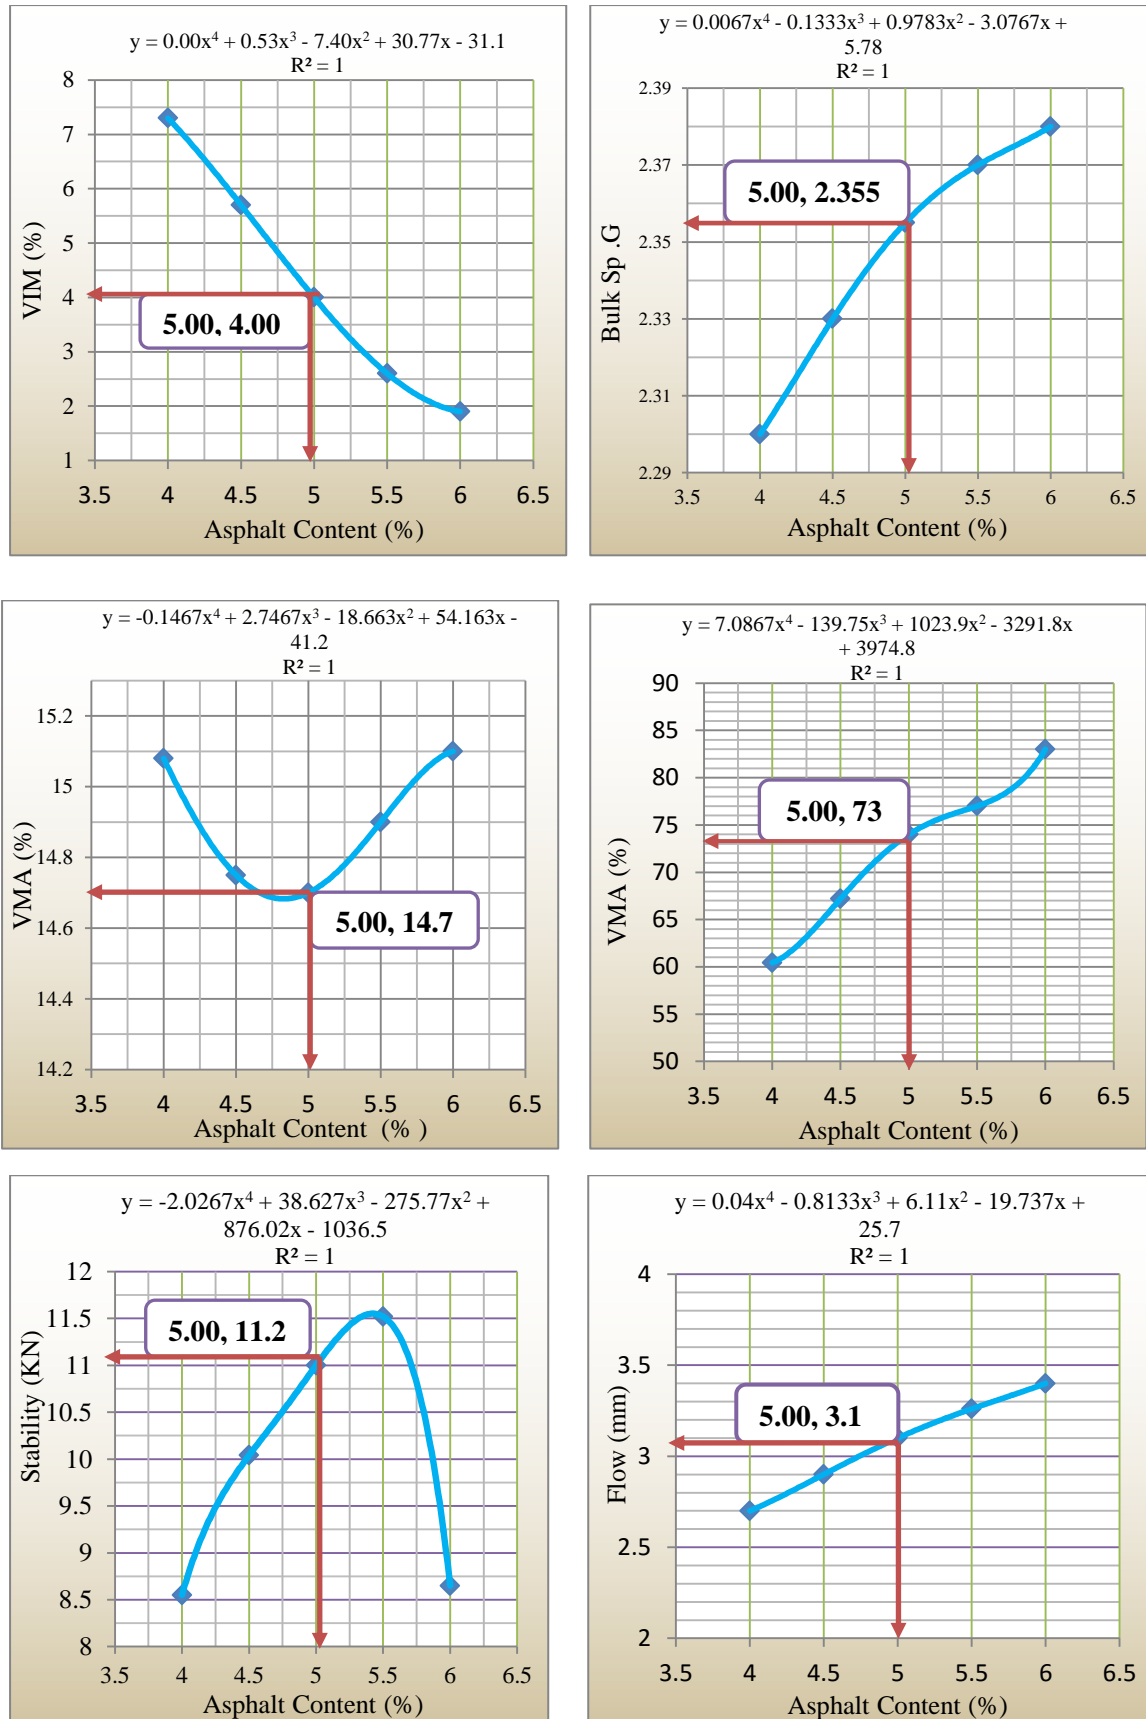 y = 0.00x⁴ + 0.53x³ - 7.40x² + 30.77x - 31.1
R² = 1
8
7
6
5
4
3
2
1
VIM (%)
5.00, 4.00
3.5 4 4.5 5 5.5 6 6.5
Asphalt Content (%)
y = 0.0067x⁴ - 0.1333x³ + 0.9783x² - 3.0767x +
5.78
R² = 1
2.39
2.37
2.35
2.33
2.31
2.29
Bulk Sp .G
5.00, 2.355
3.5 4 4.5 5 5.5 6 6.5
Asphalt Content (%)
y = -0.1467x⁴ + 2.7467x³ - 18.663x² + 54.163x -
41.2
R² = 1
15.2
15
14.8
14.6
14.4
14.2
VMA (%)
5.00, 14.7
3.5 4 4.5 5 5.5 6 6.5
Asphalt Content (% )
y = 7.0867x⁴ - 139.75x³ + 1023.9x² - 3291.8x
+ 3974.8
R² = 1
90
85
80
75
70
65
60
55
50
VMA (%)
5.00, 73
3.5 4 4.5 5 5.5 6 6.5
Asphalt Content (%)
y = -2.0267x⁴ + 38.627x³ - 275.77x² +
876.02x - 1036.5
R² = 1
12
11.5
11
10.5
10
9.5
9
8.5
8
Stability (KN)
5.00, 11.2
3.5 4 4.5 5 5.5 6 6.5
Asphalt Content (%)
y = 0.04x⁴ - 0.8133x³ + 6.11x² - 19.737x +
25.7
R² = 1
4
3.5
3
2.5
2
Flow (mm)
5.00, 3.1
3.5 4 4.5 5 5.5 6 6.5
Asphalt Content (%)